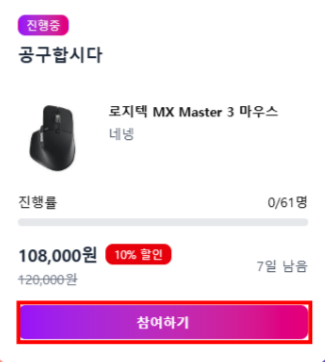 진행중
공구합시다
로지텍 MX Master 3 마우스
네넹
진행률 0/61명
108,000원 10% 할인
120,000원 7일 남음
참여하기